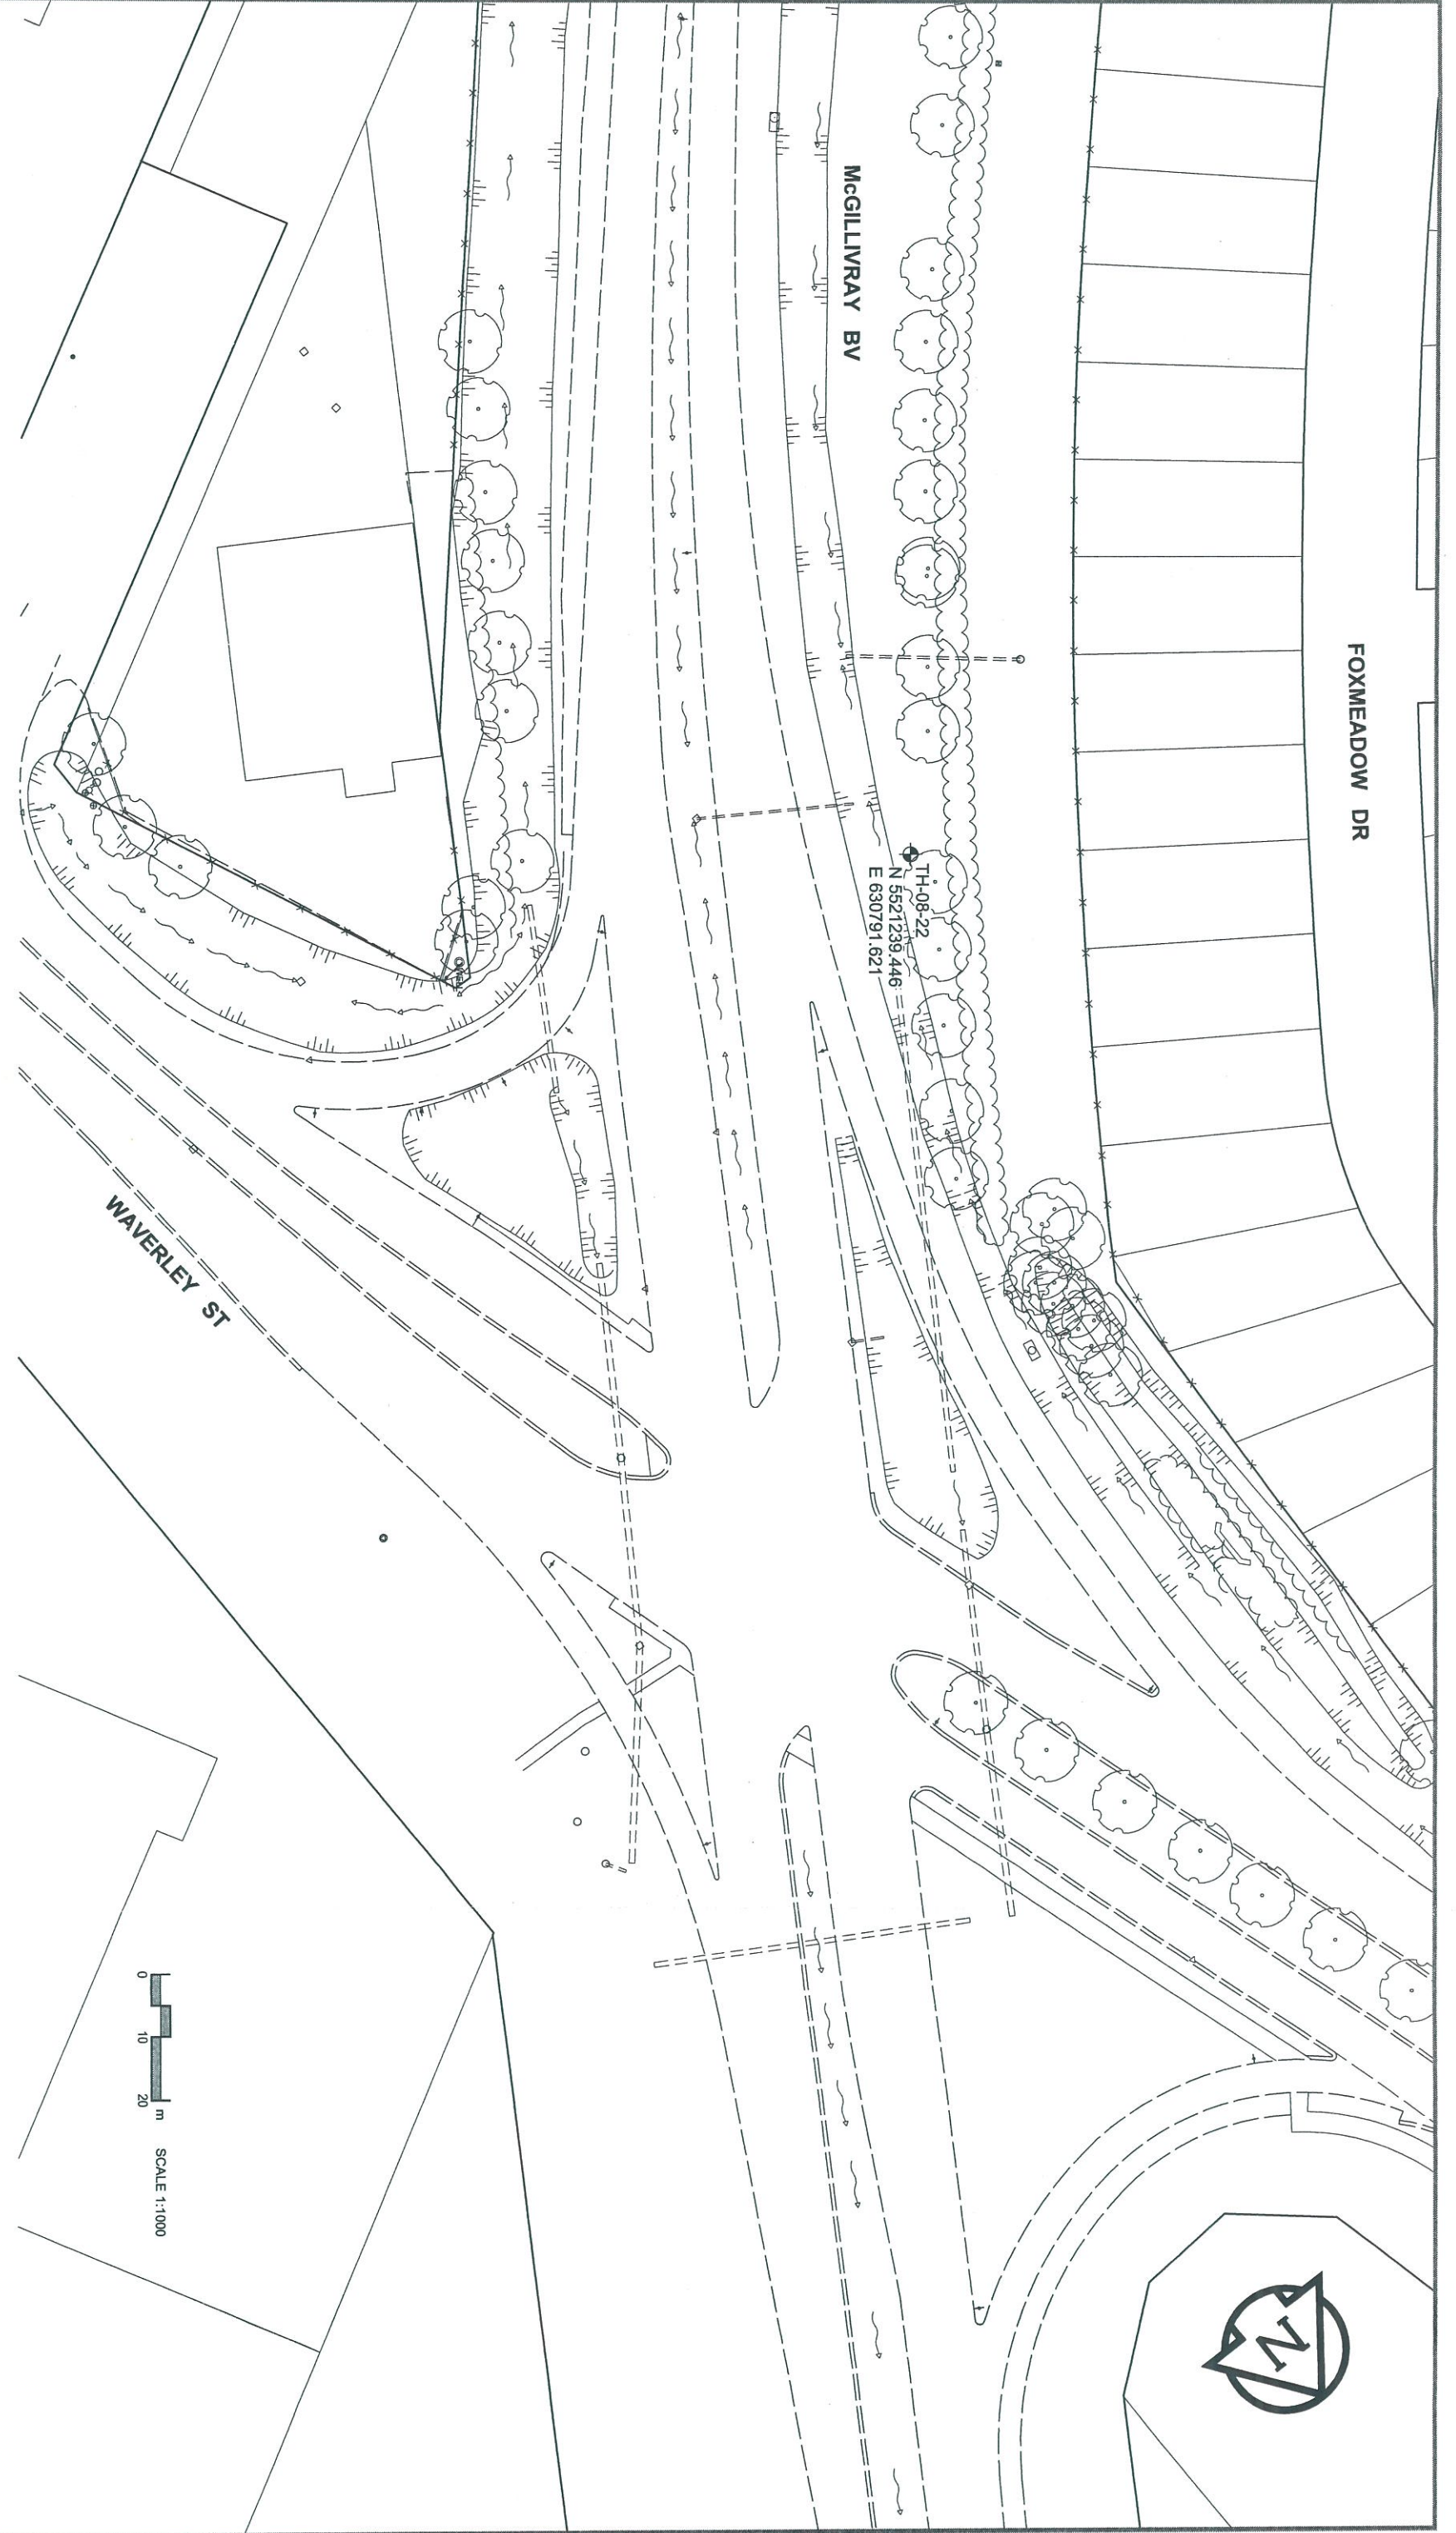 FOXMEADOW DR
McGILLIVRAY BV
TH-08-22
N 5521239.446
E 630791.621
WAVERLEY ST
0 10 20 m SCALE 1:1000
N